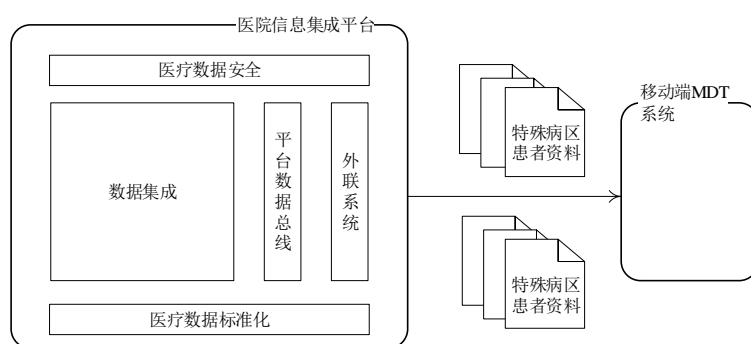 医院信息集成平台
医疗数据安全
数据集成
平台数据总线
外联系统
医疗数据标准化
特殊病区
患者资料
特殊病区
患者资料
移动端MDT
系统